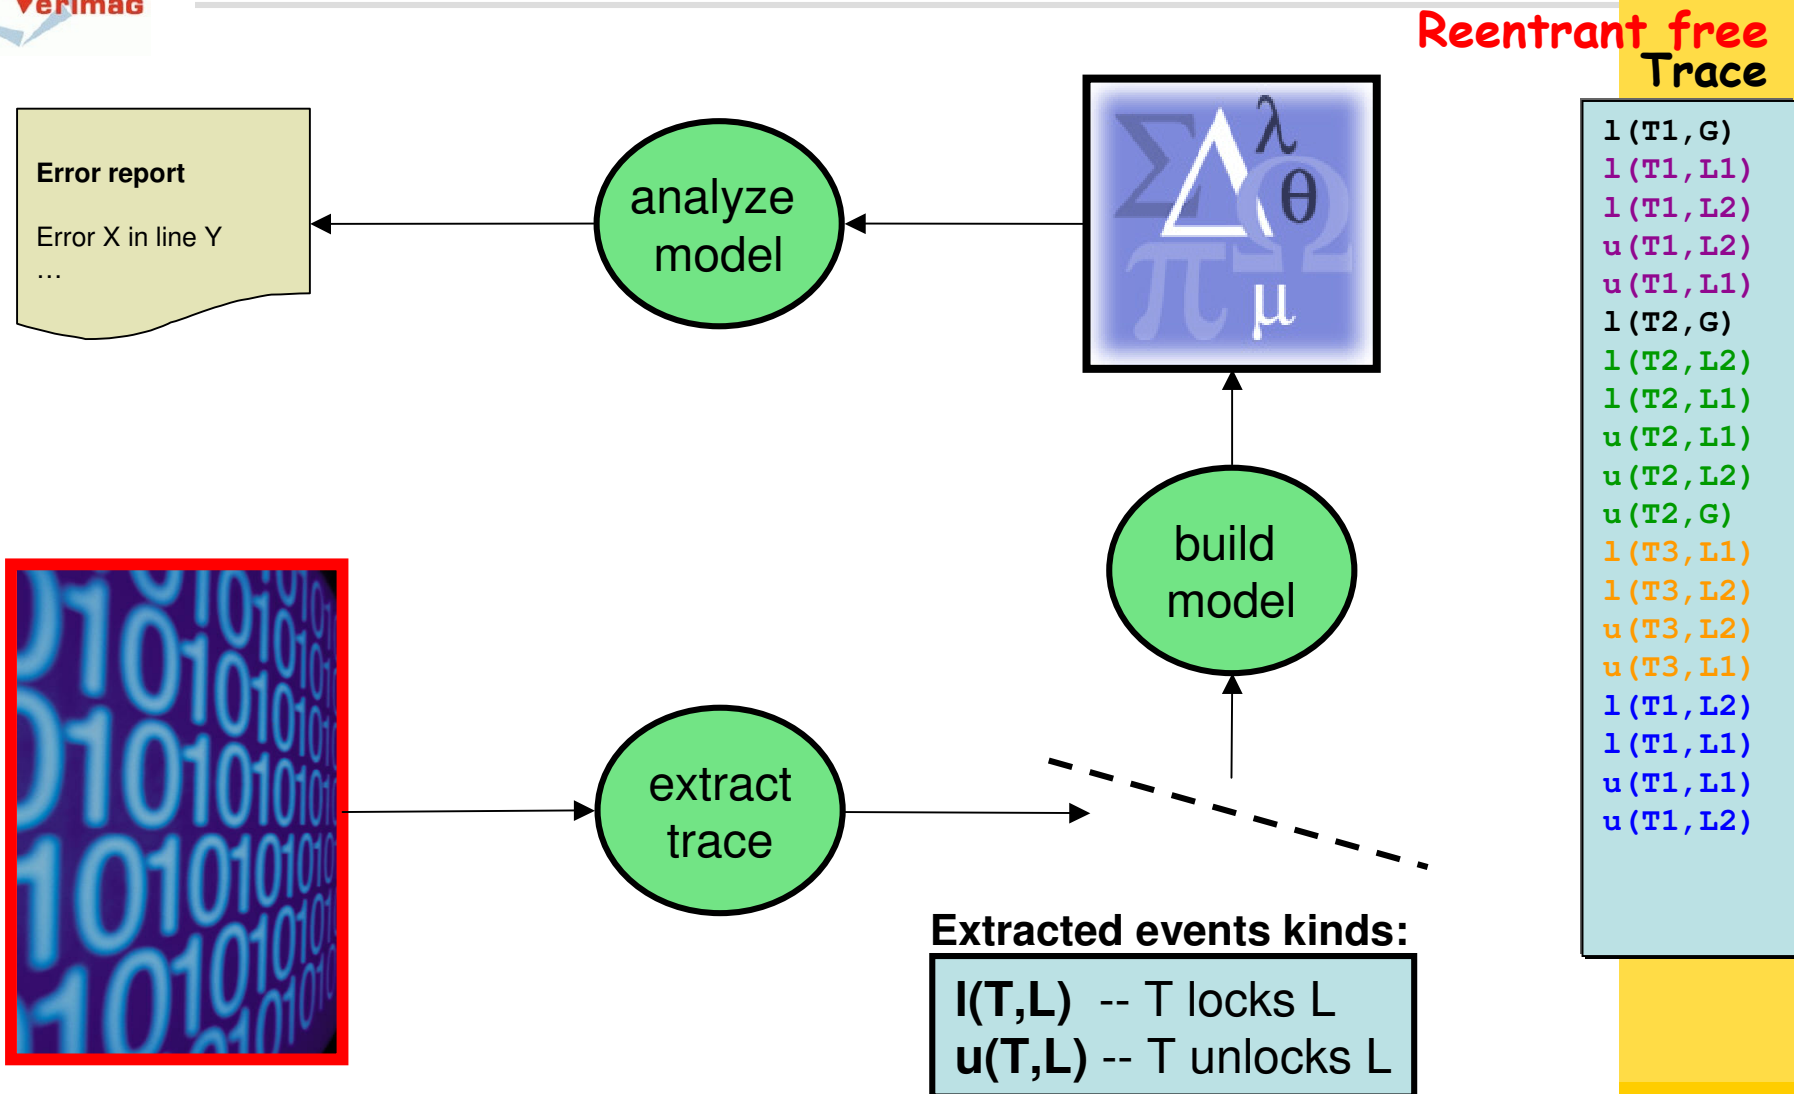 Verimag
Reentrant free
Trace
Error report
Error X in line Y
…
analyze
model
Σ Δ λ θ Ω π μ
build
model
extract
trace
Extracted events kinds:
l(T,L) -- T locks L
u(T,L) -- T unlocks L
l(T1,G)
l(T1,L1)
l(T1,L2)
u(T1,L2)
u(T1,L1)
l(T2,G)
l(T2,L2)
l(T2,L1)
u(T2,L1)
u(T2,L2)
u(T2,G)
l(T3,L1)
l(T3,L2)
u(T3,L2)
u(T3,L1)
l(T1,L2)
l(T1,L1)
u(T1,L1)
u(T1,L2)